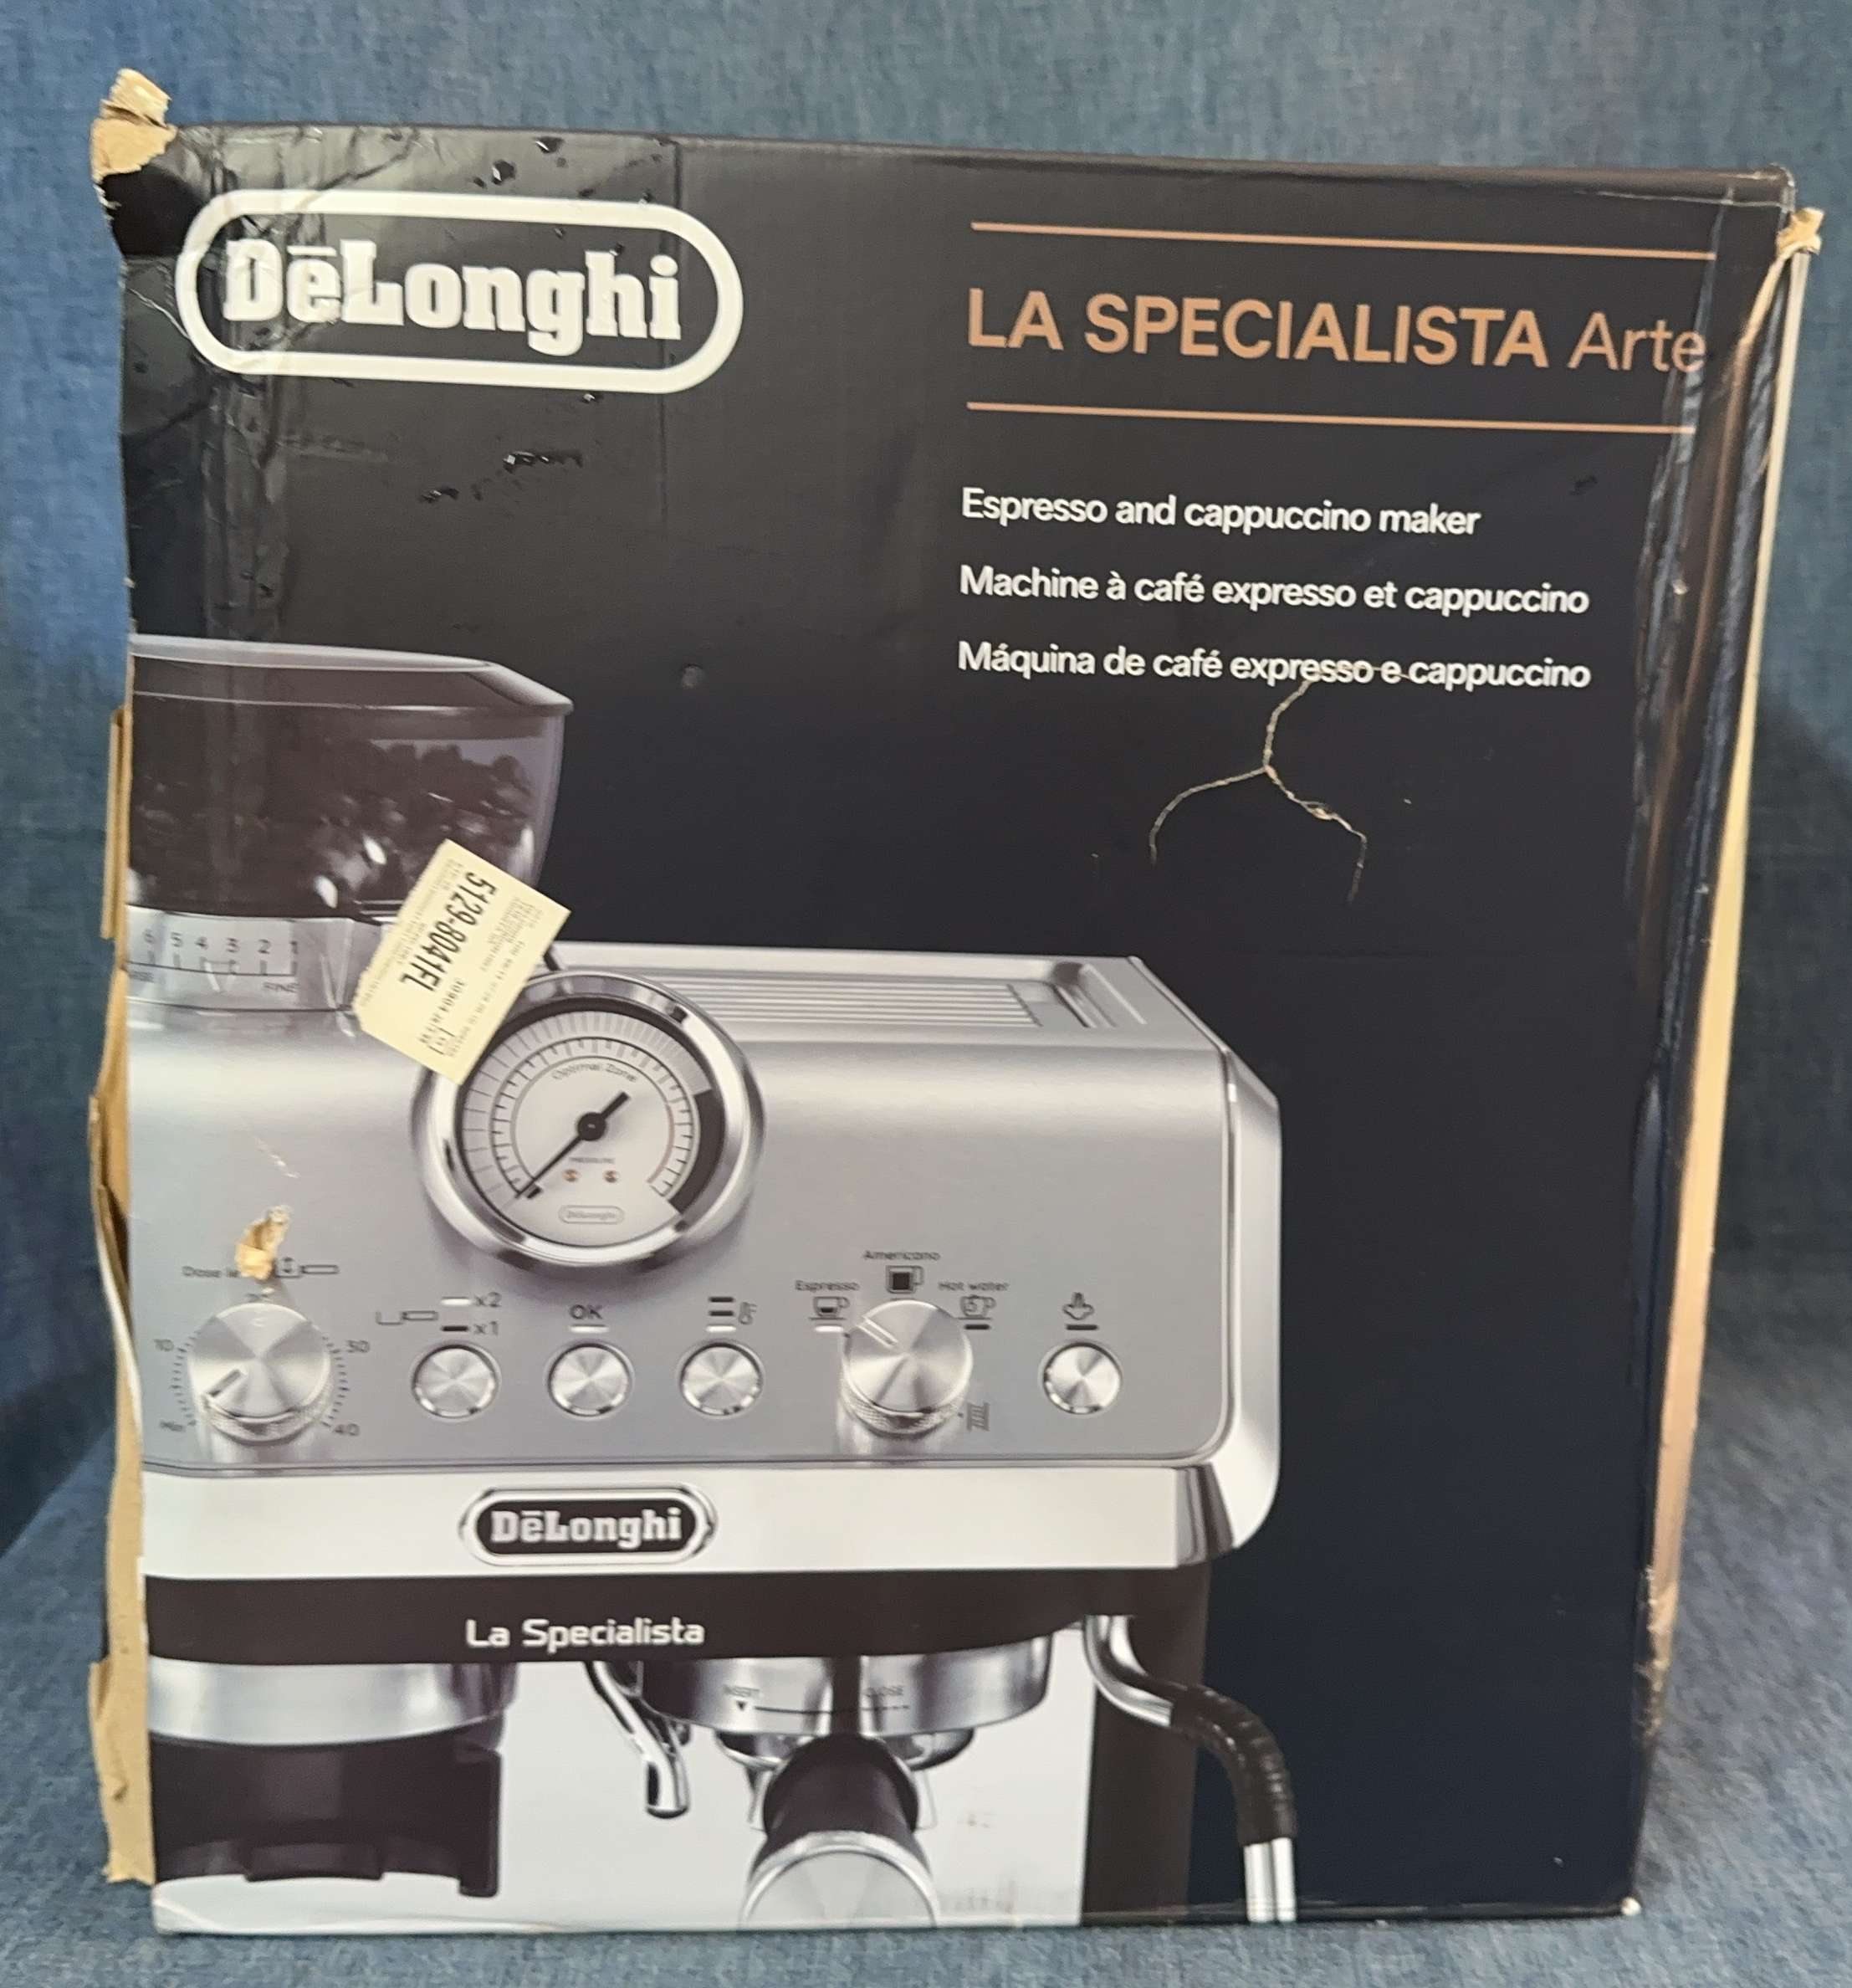 DēLonghi
LA SPECIALISTA Arte
Espresso and cappuccino maker
Machine à café expresso et cappuccino
Máquina de café expresso e cappuccino
5129-8041FL
6 5 4 3 2 1
FINE
Optimal Zone
DēLonghi
Dose
Americano
Espresso
Hot water
x2
x1
OK
10
30
Min
40
DēLonghi
La Specialista
INSERT
CLOSE